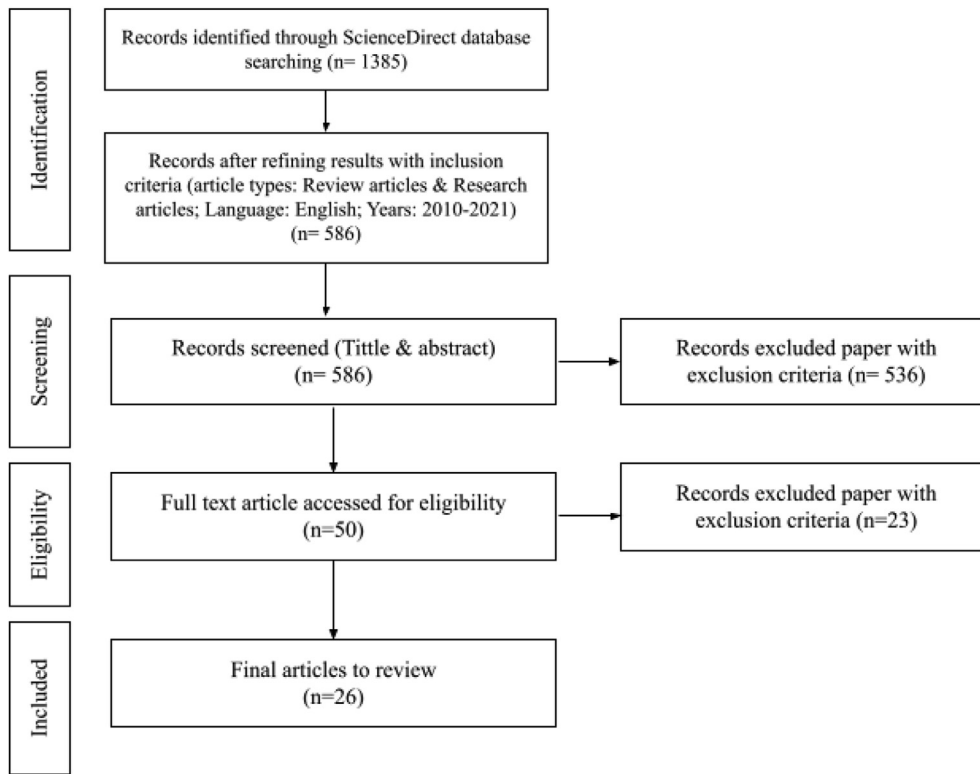 Identification
Records identified through ScienceDirect database
searching (n= 1385)
Records after refining results with inclusion
criteria (article types: Review articles & Research
articles; Language: English; Years: 2010-2021)
(n= 586)
Screening
Records screened (Tittle & abstract)
(n= 586)
Records excluded paper with
exclusion criteria (n= 536)
Eligibility
Full text article accessed for eligibility
(n=50)
Records excluded paper with
exclusion criteria (n=23)
Included
Final articles to review
(n=26)